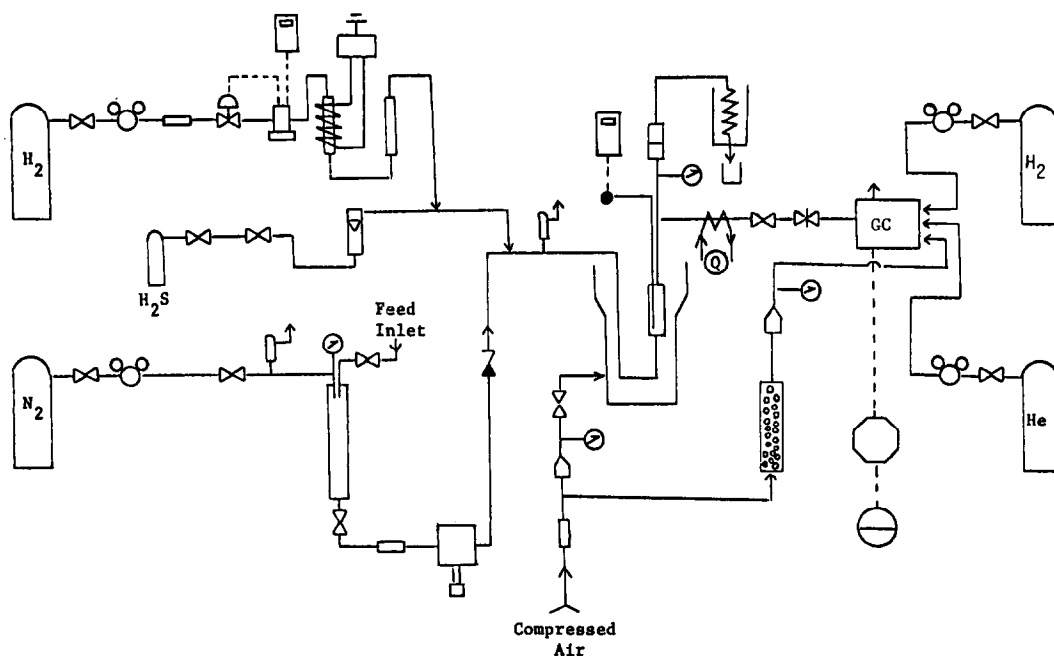 H2
H2
GC
Q
H2S
Feed
Inlet
N2
He
Compressed
Air